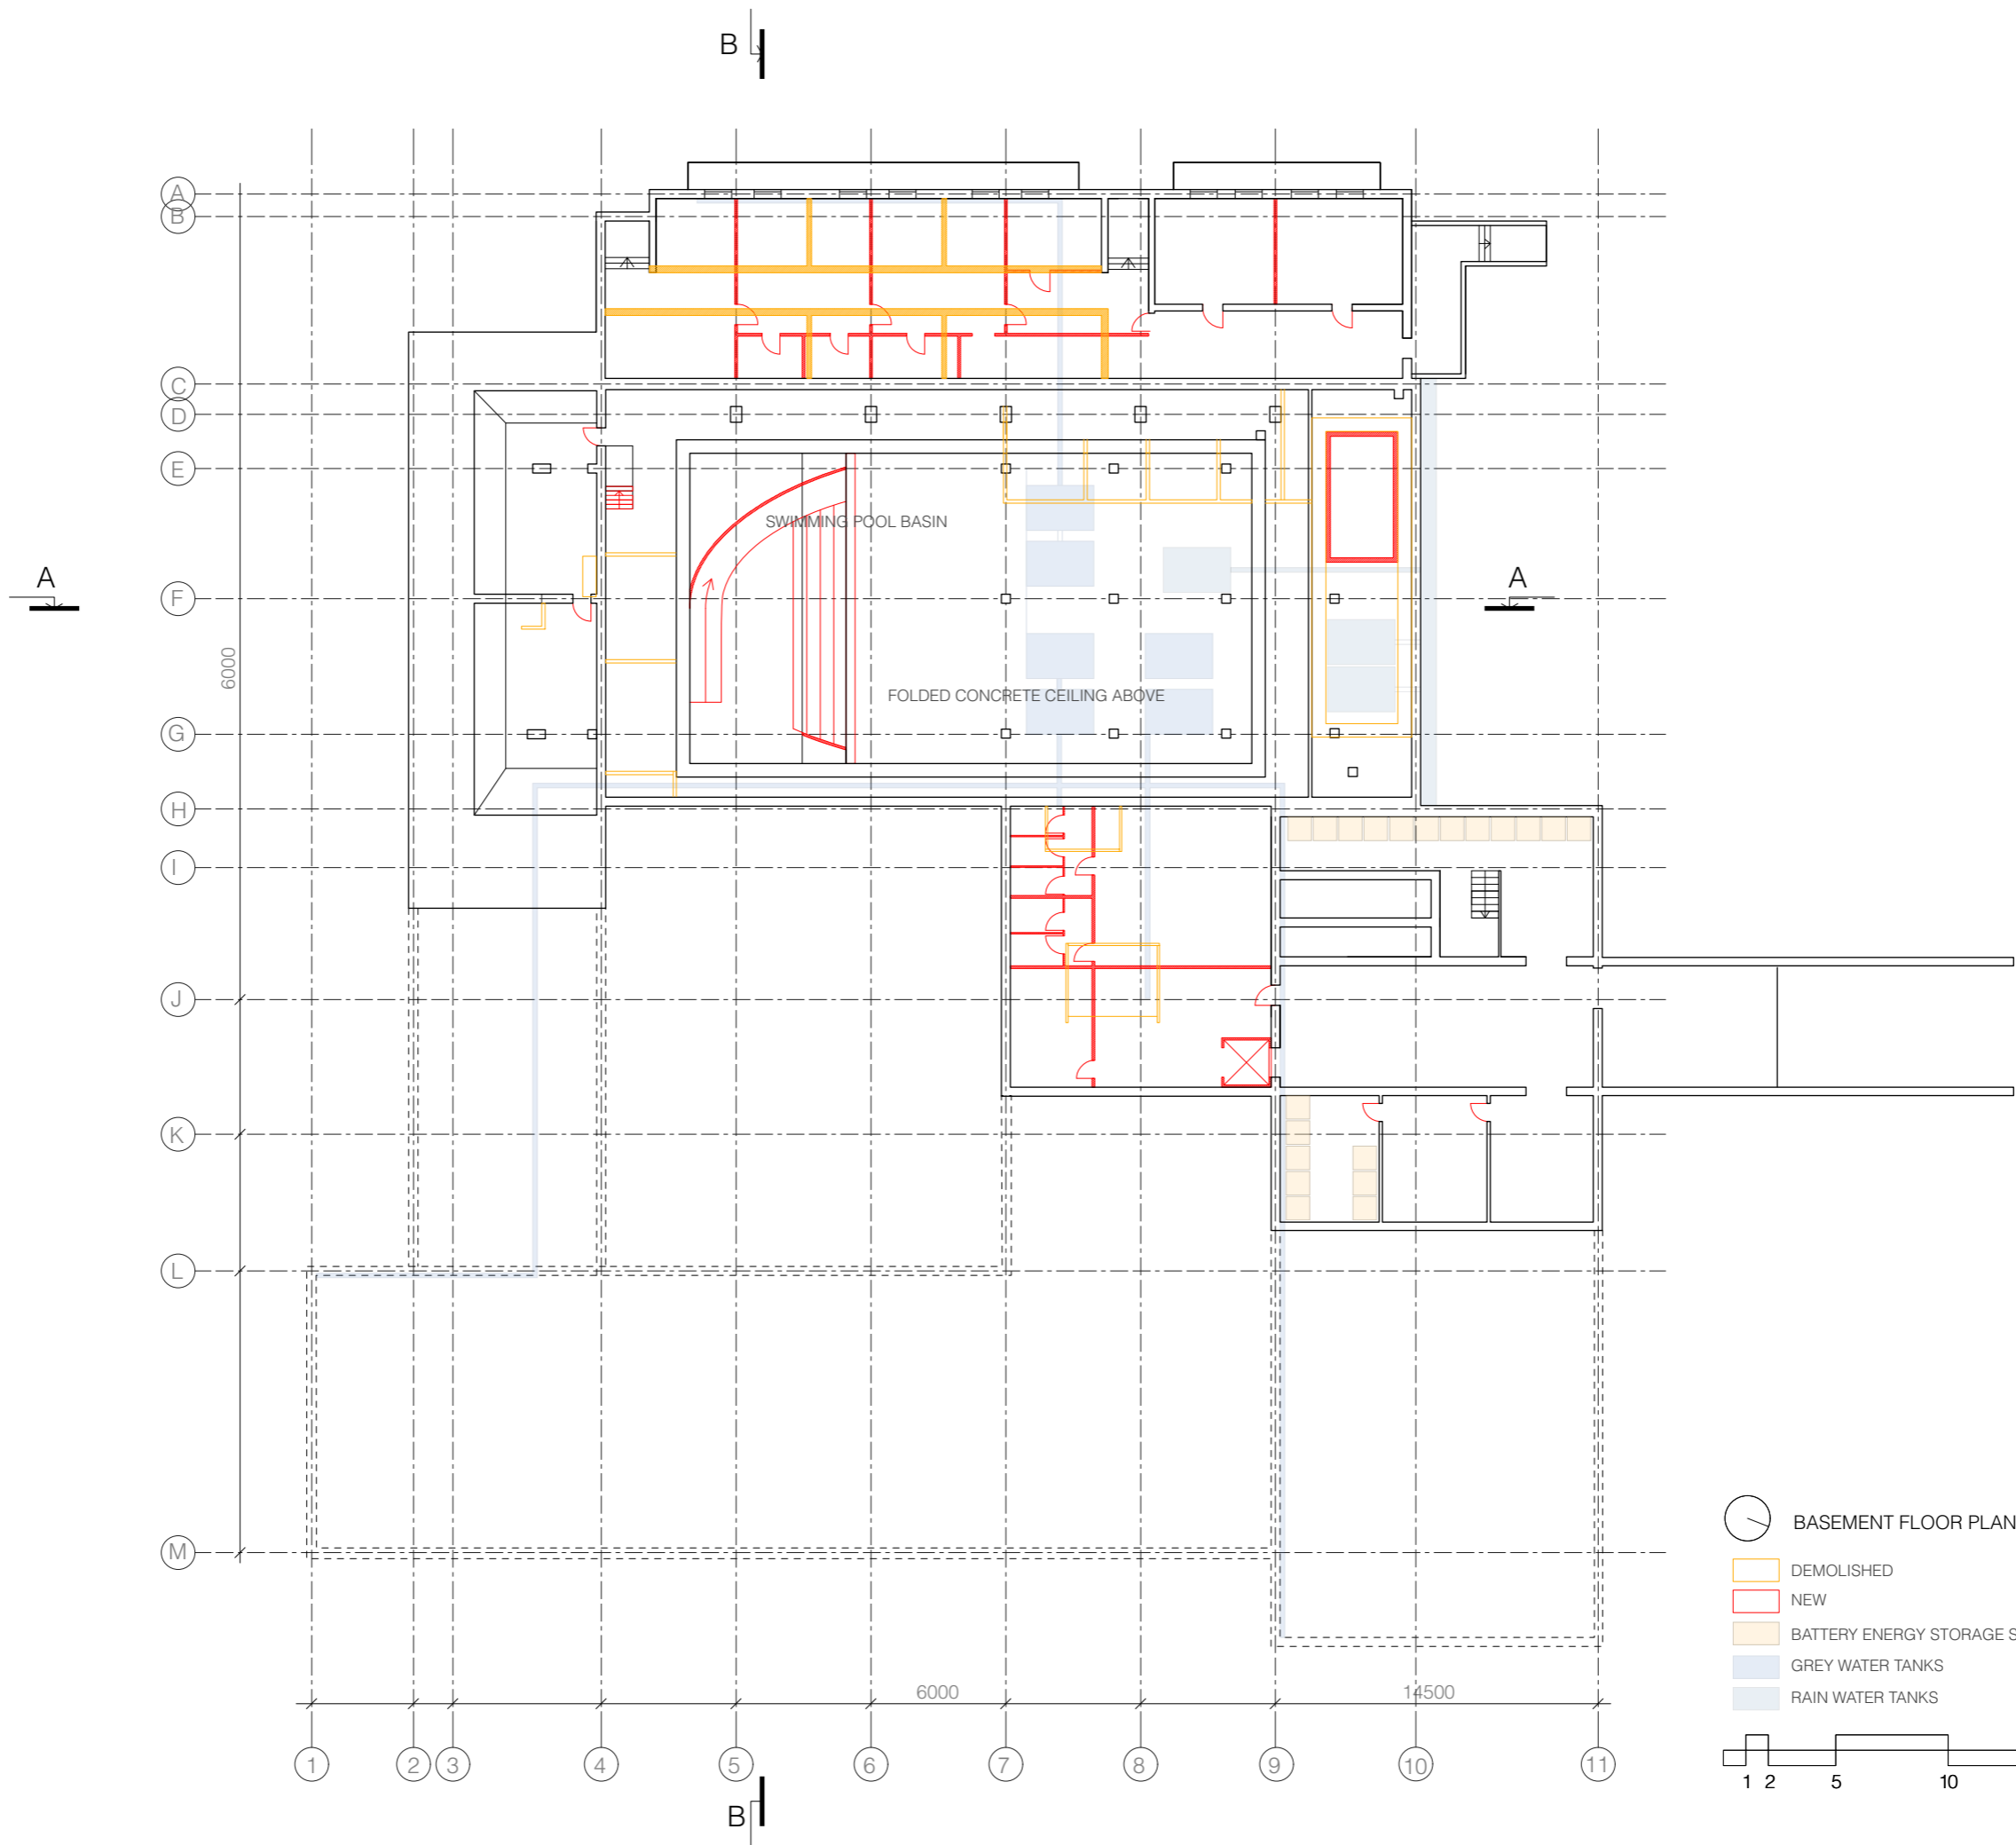 B
A
B
C
D
E
SWIMMING POOL BASIN
A
A
F
6000
FOLDED CONCRETE CEILING ABOVE
G
H
I
J
K
L
M
BASEMENT FLOOR PLAN
DEMOLISHED
NEW
BATTERY ENERGY STORAGE S
GREY WATER TANKS
RAIN WATER TANKS
6000
14500
1 2 3 4 5 6 7 8 9 10 11
1 2 5 10
B